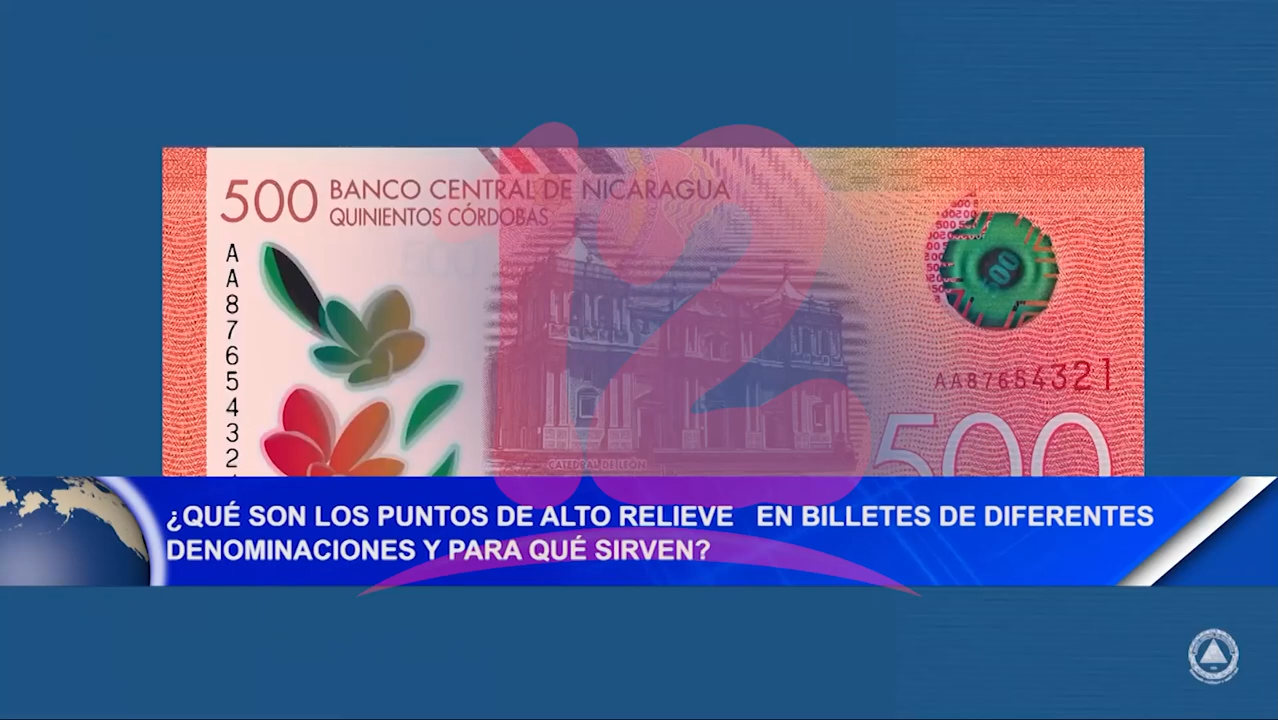 500 BANCO CENTRAL DE NICARAGUA
QUINIENTOS CÓRDOBAS
A
A
8
7
6
5
4
3
2
AA87654321
CATEDRAL DE LEÓN
500
12
¿QUÉ SON LOS PUNTOS DE ALTO RELIEVE EN BILLETES DE DIFERENTES
DENOMINACIONES Y PARA QUÉ SIRVEN?